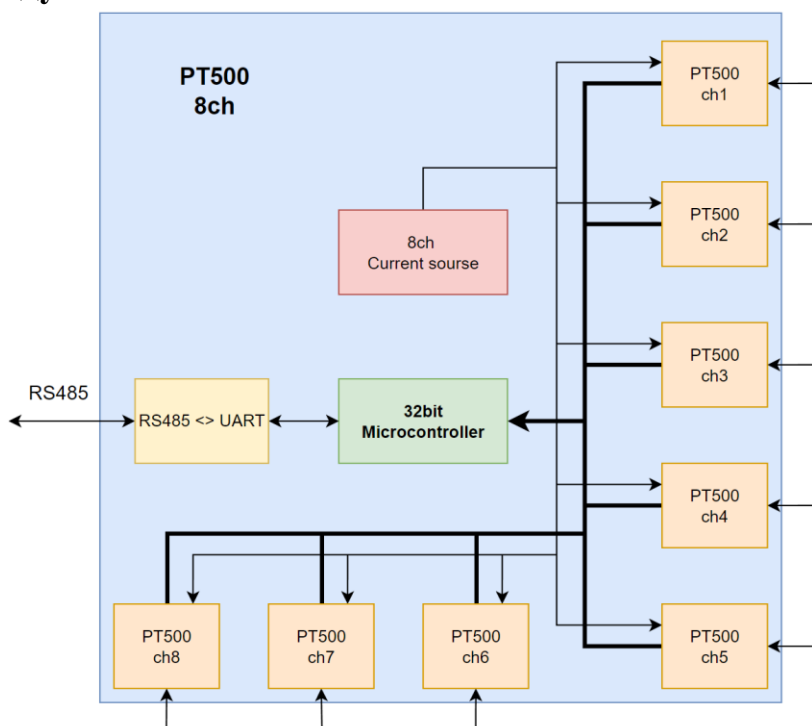 PT500
8ch
PT500
ch1
PT500
ch2
8ch
Current sourse
PT500
ch3
RS485
RS485 <> UART
32bit
Microcontroller
PT500
ch4
PT500
ch8
PT500
ch7
PT500
ch6
PT500
ch5